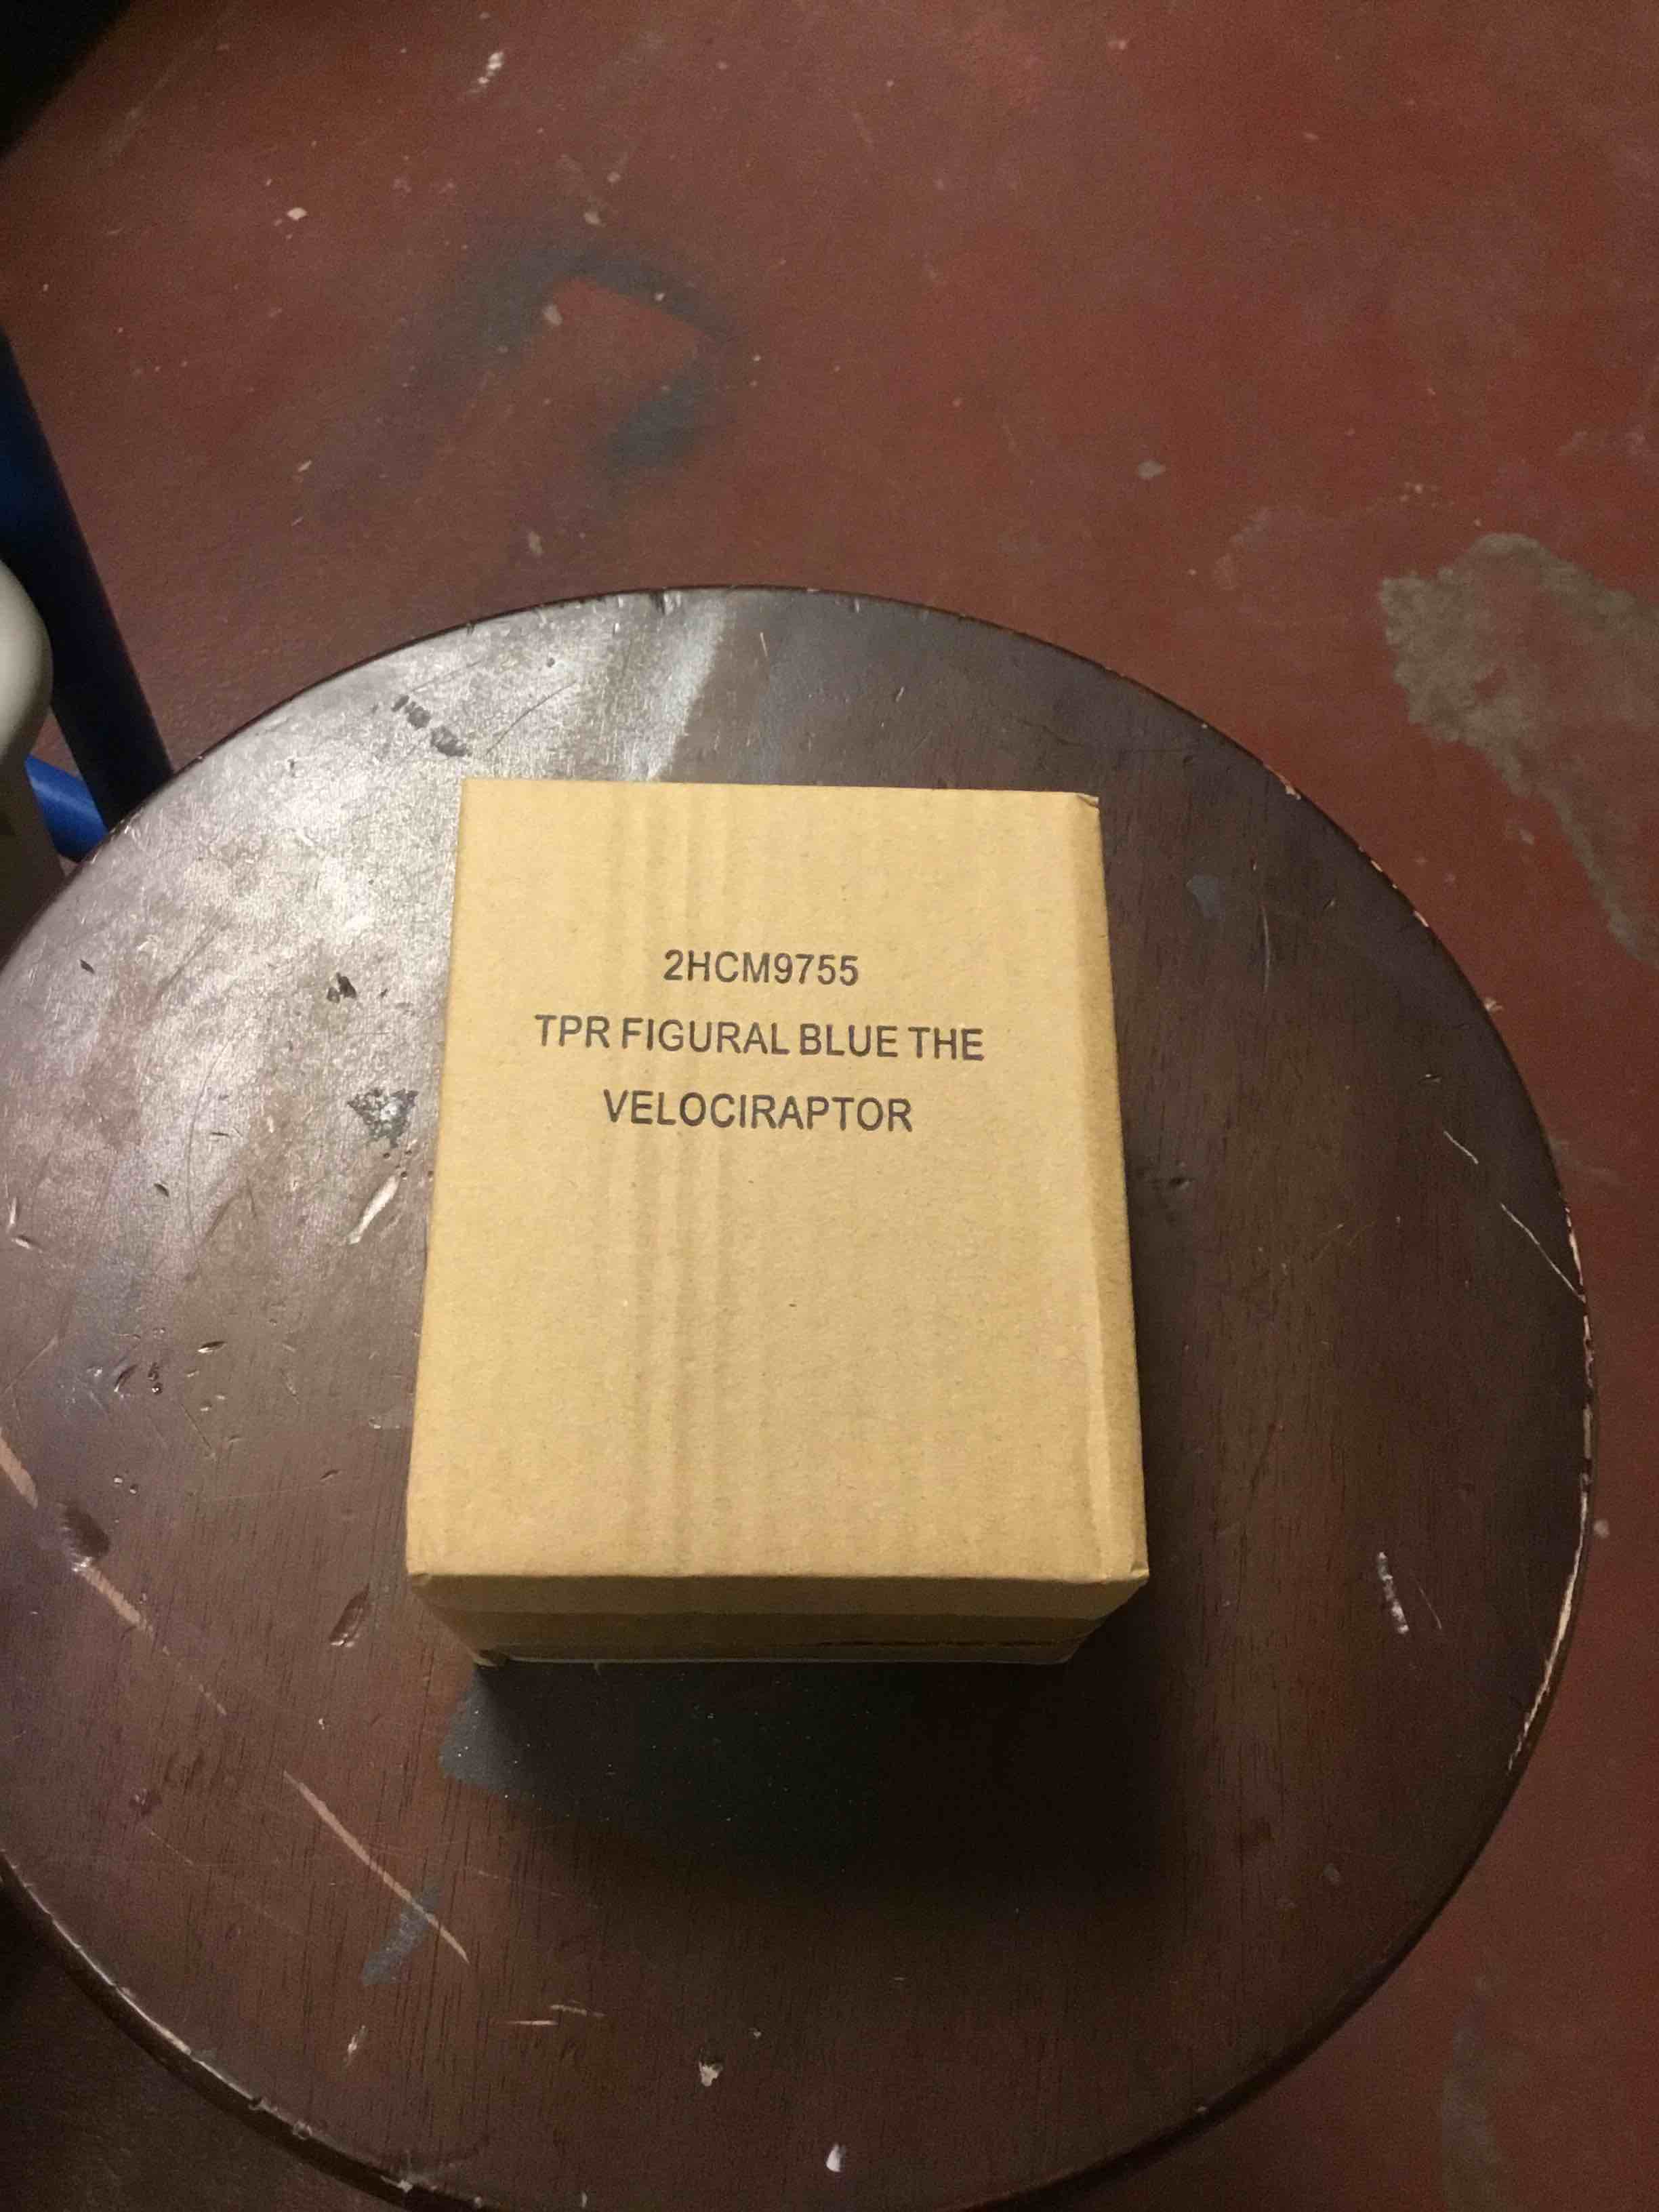 2HCM9755
TPR FIGURAL BLUE THE
VELOCIRAPTOR